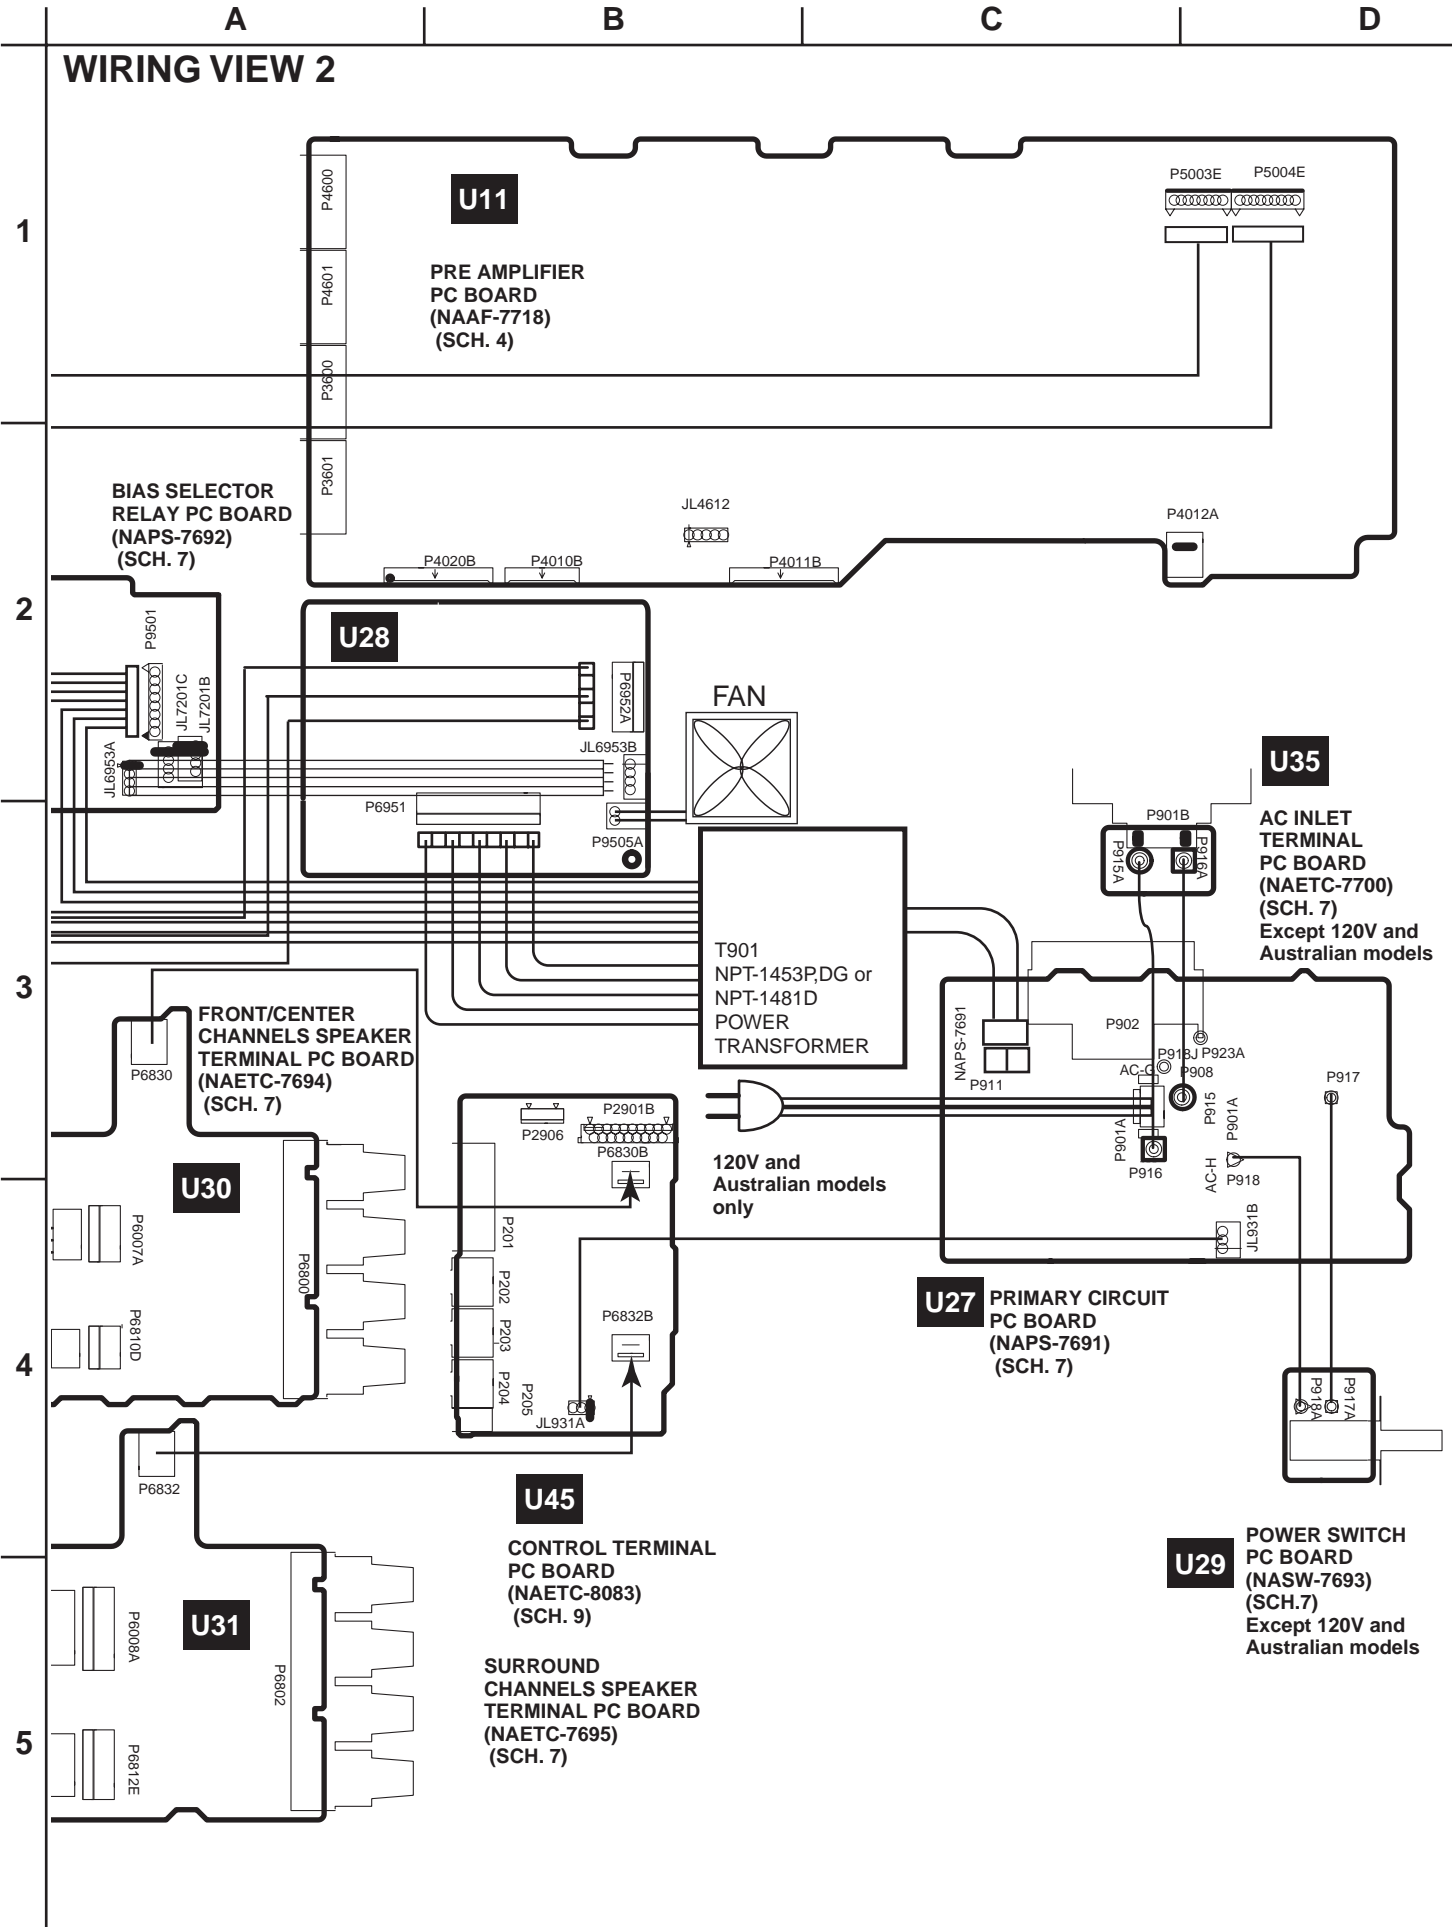 A
B
C
D
WIRING VIEW 2
1
2
3
4
5
P4600
P4601
P3600
P3601
U11
PRE AMPLIFIER
PC BOARD
(NAAF-7718)
(SCH. 4)
P5003E
P5004E
JL4612
P4012A
P4020B
P4010B
P4011B
BIAS SELECTOR
RELAY PC BOARD
(NAPS-7692)
(SCH. 7)
P9501
JL7201C
JL7201B
JL6953A
U28
P6952A
JL6953B
P6951
P9505A
FAN
U35
AC INLET
TERMINAL
PC BOARD
(NAETC-7700)
(SCH. 7)
Except 120V and
Australian models
P901B
P915A
P916A
T901
NPT-1453P,DG or
NPT-1481D
POWER
TRANSFORMER
FRONT/CENTER
CHANNELS SPEAKER
TERMINAL PC BOARD
(NAETC-7694)
(SCH. 7)
P6830
NAPS-7691
P911
P902
P918J
P923A
AC-G
P908
P915
P901A
P901A
P916
AC-H
P918
P917
JL931B
120V and
Australian models
only
P2901B
P2906
P6830B
P201
P202
P203
P204
P205
P6832B
JL931A
U30
P6007A
P6810D
P6800
U27
PRIMARY CIRCUIT
PC BOARD
(NAPS-7691)
(SCH. 7)
P918A
P917A
P6832
U45
CONTROL TERMINAL
PC BOARD
(NAETC-8083)
(SCH. 9)
U29
POWER SWITCH
PC BOARD
(NASW-7693)
(SCH.7)
Except 120V and
Australian models
U31
P6008A
P6812E
P6802
SURROUND
CHANNELS SPEAKER
TERMINAL PC BOARD
(NAETC-7695)
(SCH. 7)